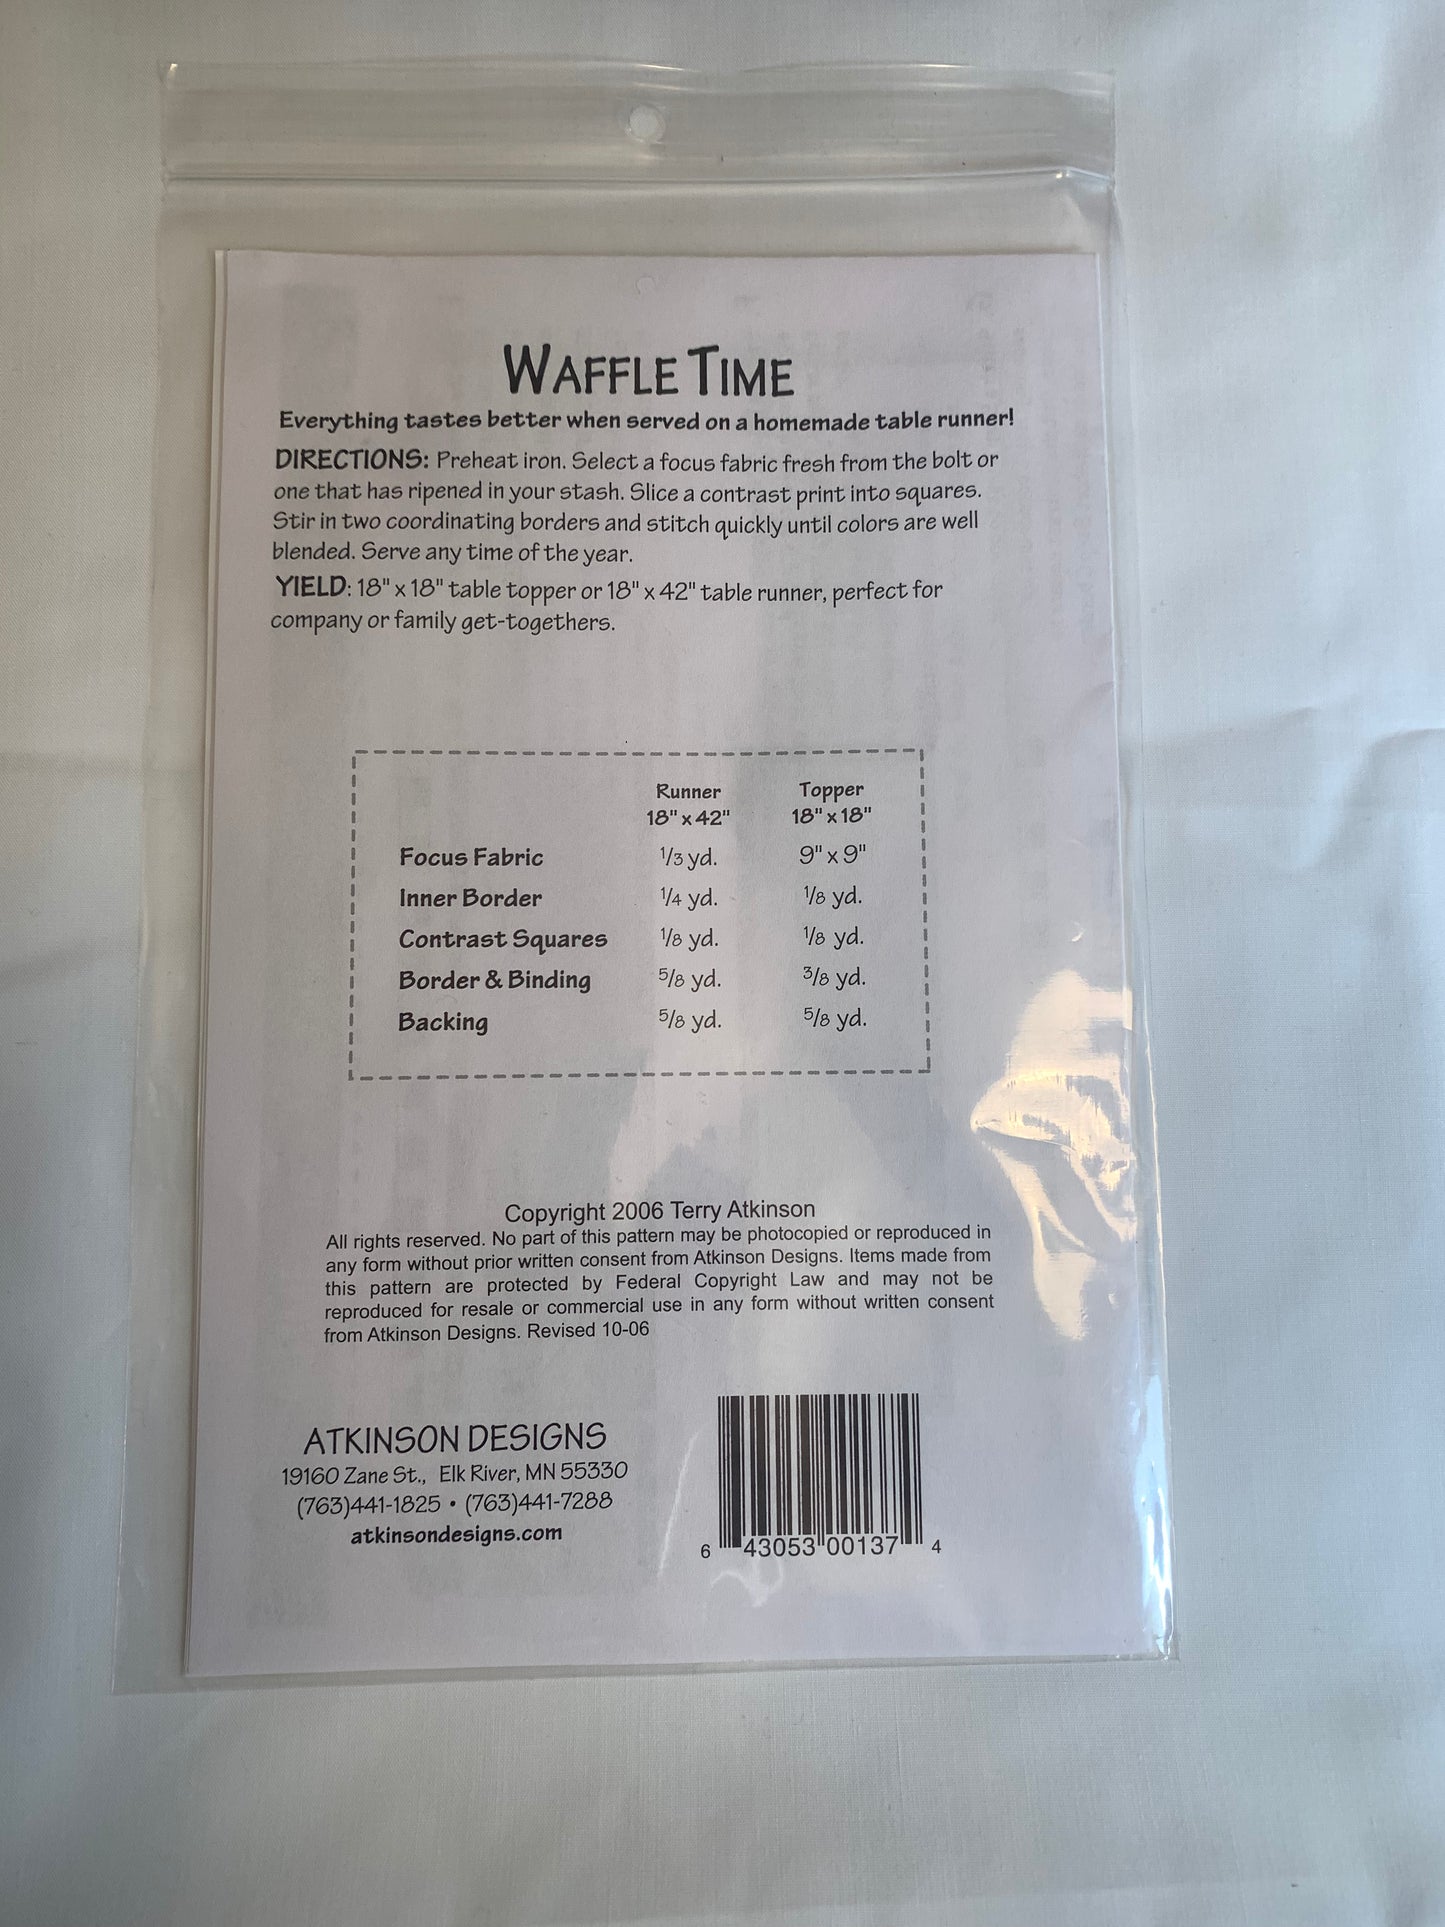 WAFFLE TIME
Everything tastes better when served on a homemade table runner!
DIRECTIONS: Preheat iron. Select a focus fabric fresh from the bolt or
one that has ripened in your stash. Slice a contrast print into squares.
Stir in two coordinating borders and stitch quickly until colors are well
blended. Serve any time of the year.
YIELD: 18" x 18" table topper or 18" x 42" table runner, perfect for
company or family get-togethers.
Runner Topper
18" x 42" 18" x 18"
Focus Fabric 1/3 yd. 9" x 9"
Inner Border 1/4 yd. 1/8 yd.
Contrast Squares 1/8 yd. 1/8 yd.
Border & Binding 5/8 yd. 3/8 yd.
Backing 5/8 yd. 5/8 yd.
Copyright 2006 Terry Atkinson
All rights reserved. No part of this pattern may be photocopied or reproduced in
any form without prior written consent from Atkinson Designs. Items made from
this pattern are protected by Federal Copyright Law and may not be
reproduced for resale or commercial use in any form without written consent
from Atkinson Designs. Revised 10-06
ATKINSON DESIGNS
19160 Zane St., Elk River, MN 55330
(763)441-1825 • (763)441-7288
atkinsondesigns.com
6 43053 00137 4